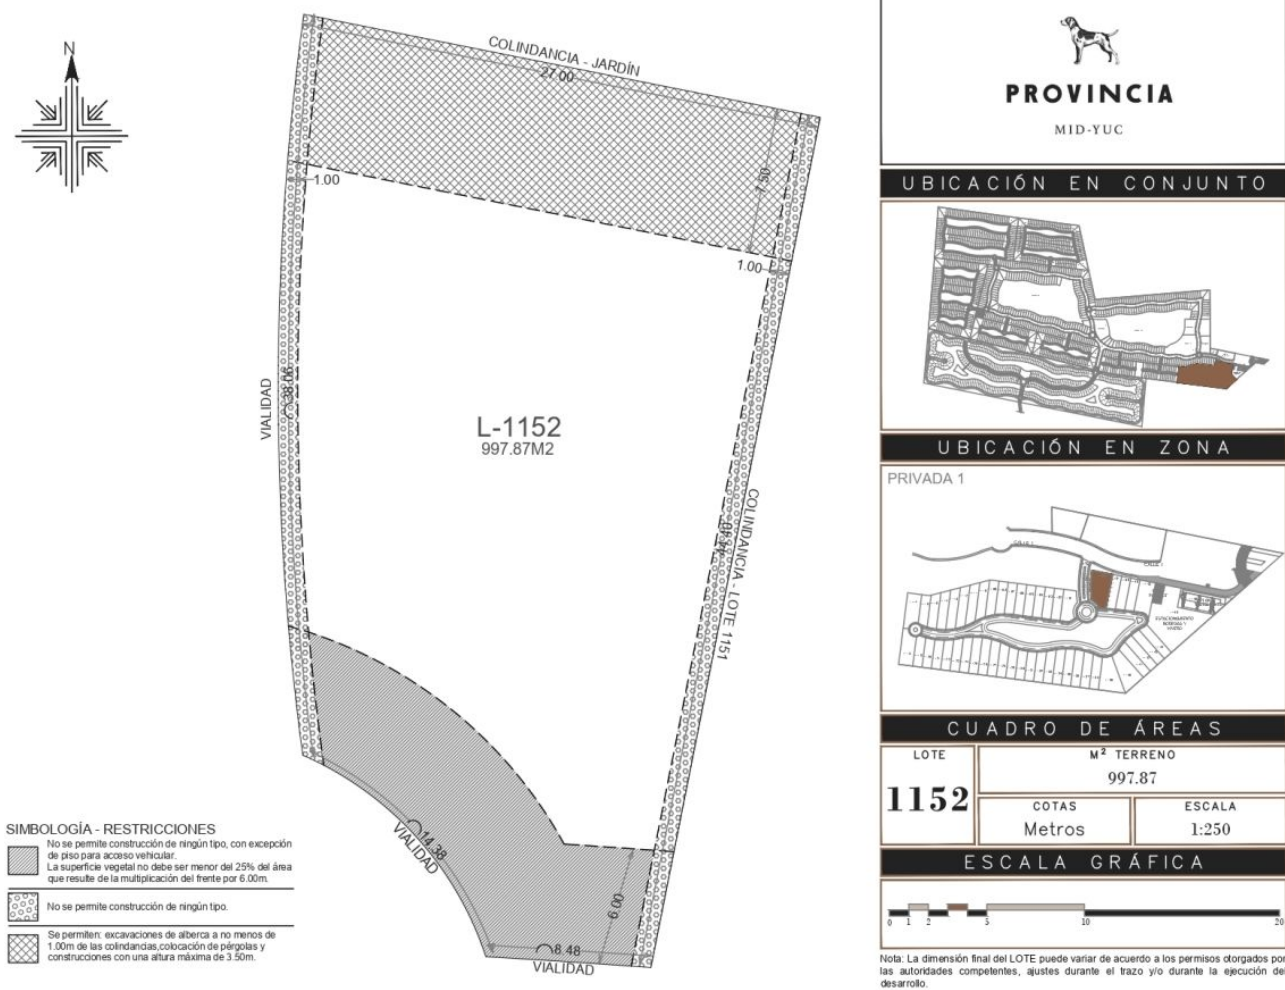 N
COLINDANCIA - JARDÍN
27.00
7.50
1.00
1.00
VIALIDAD
38.06
L-1152
997.87M2
COLINDANCIA - LOTE 1151
VIALIDAD
14.38
6.00
8.48
VIALIDAD
SIMBOLOGÍA - RESTRICCIONES
No se permite construcción de ningún tipo, con excepción
de piso para acceso vehicular.
La superficie vegetal no debe ser menor del 25% del área
que resulte de la multiplicación del frente por 6.00m.
No se permite construcción de ningún tipo.
Se permiten: excavaciones de alberca a no menos de
1.00m de las colindancias,colocación de pérgolas y
construcciones con una altura máxima de 3.50m.
PROVINCIA
MID-YUC
UBICACIÓN EN CONJUNTO
UBICACIÓN EN ZONA
PRIVADA 1
ESTACIONAMIENTO
CUADRO DE ÁREAS
LOTE
1152
M² TERRENO
997.87
COTAS
Metros
ESCALA
1:250
ESCALA GRÁFICA
0 1 2 5 10 20
Nota: La dimensión final del LOTE puede variar de acuerdo a los permisos otorgados por
las autoridades competentes, ajustes durante el trazo y/o durante la ejecución del
desarrollo.